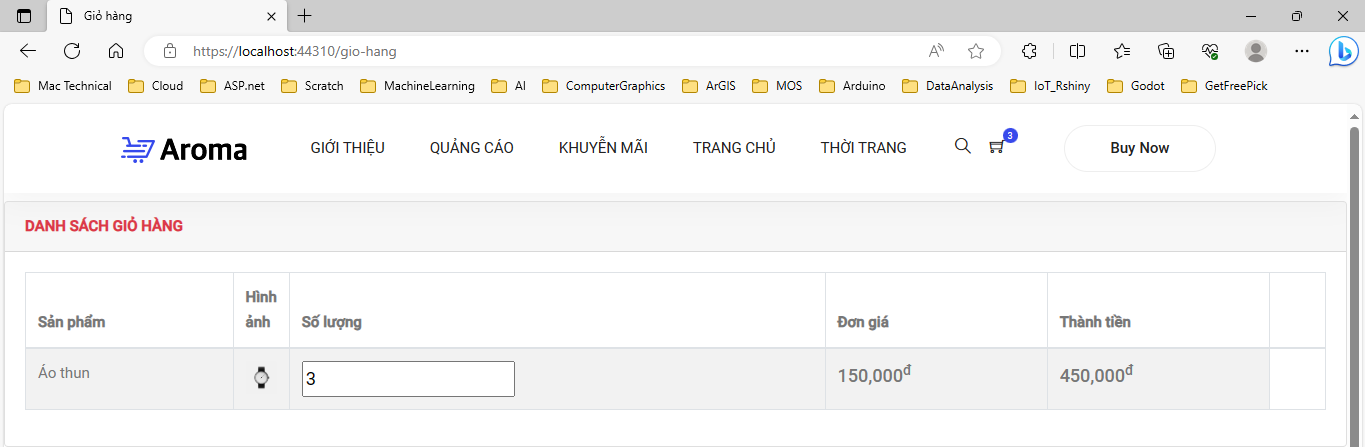 Giỏ hàng
https://localhost:44310/gio-hang
Mac Technical Cloud ASP.net Scratch MachineLearning AI ComputerGraphics ArGIS MOS Arduino DataAnalysis IoT_Rshiny Godot GetFreePick
Aroma GIỚI THIỆU QUẢNG CÁO KHUYẾN MÃI TRANG CHỦ THỜI TRANG 3 Buy Now
DANH SÁCH GIỎ HÀNG
Sản phẩm Hình ảnh Số lượng Đơn giá Thành tiền
Áo thun 3 150,000đ 450,000đ